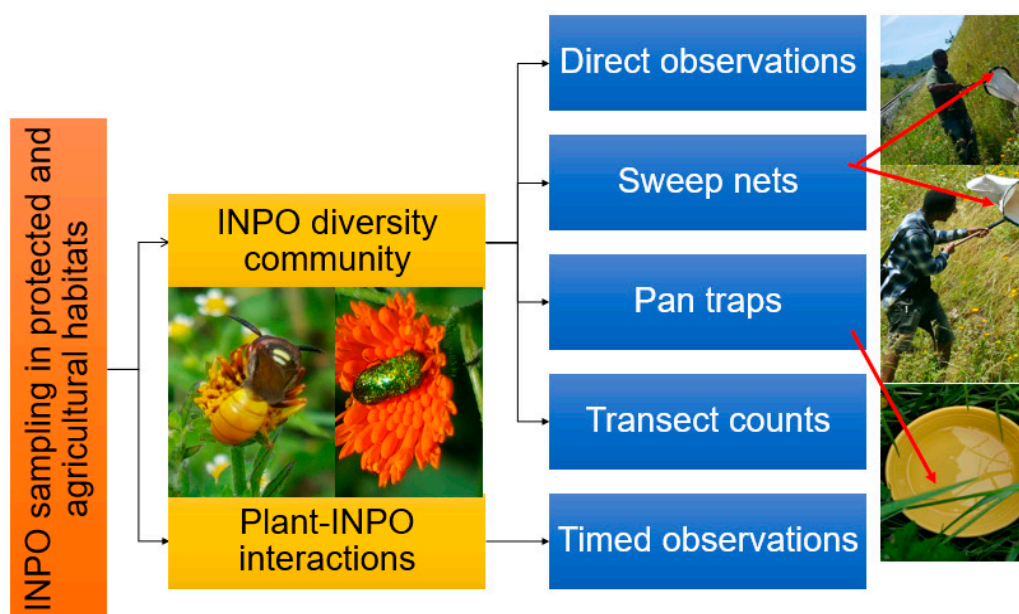 INPO sampling in protected and
agricultural habitats
INPO diversity
community
Plant-INPO
interactions
Direct observations
Sweep nets
Pan traps
Transect counts
Timed observations